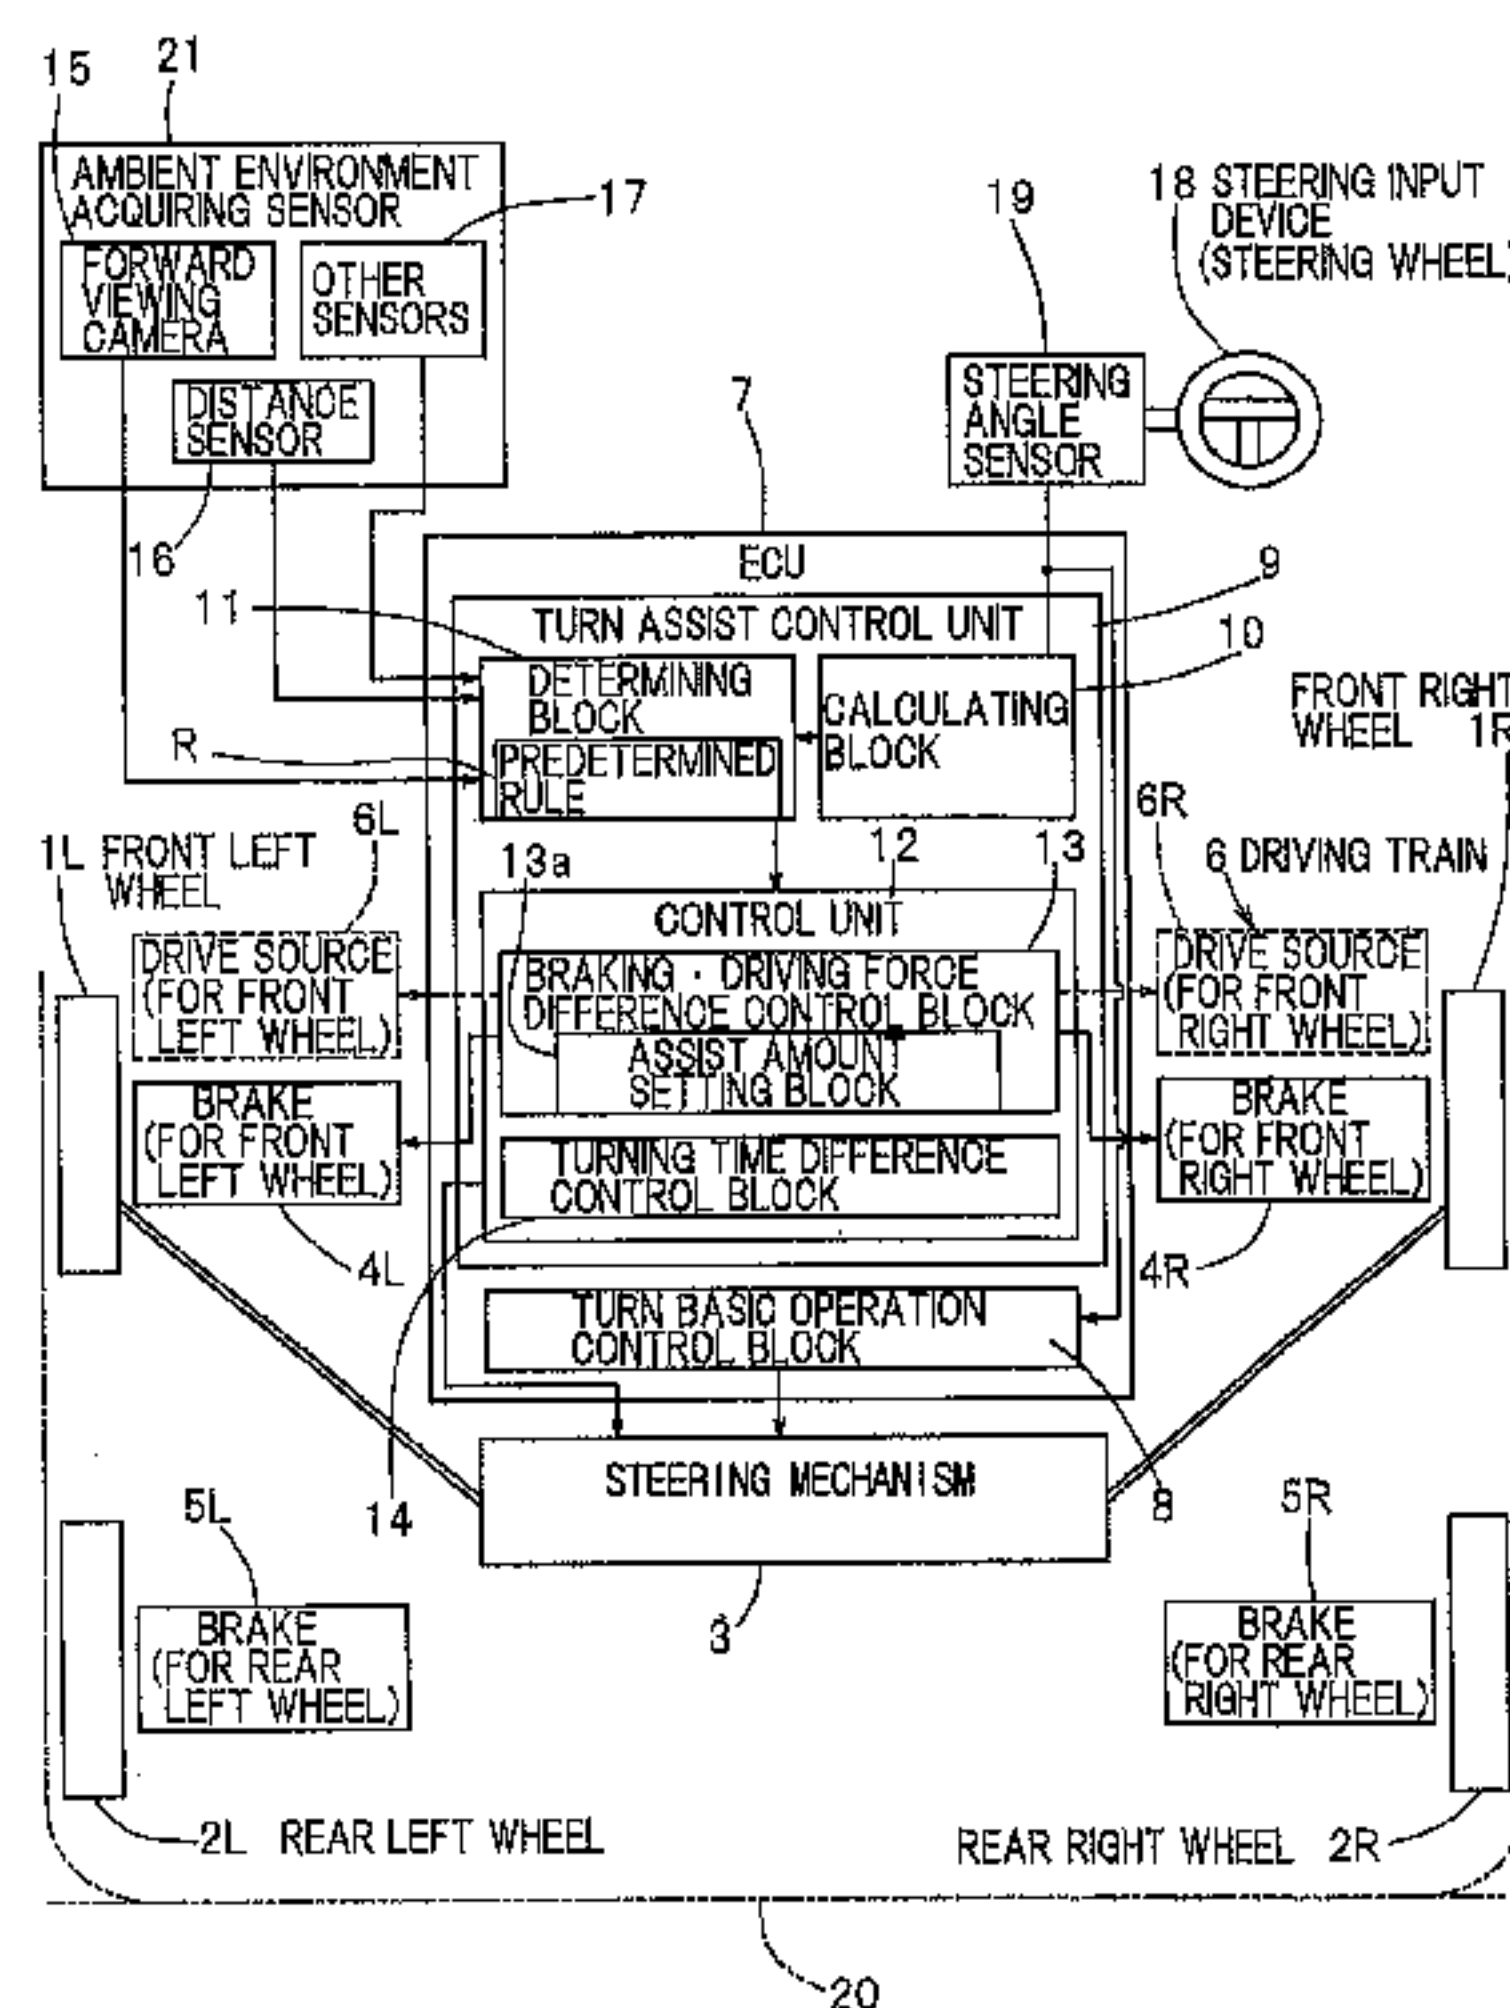 15
21
AMBIENT ENVIRONMENT
ACQUIRING SENSOR
17
FORWARD
VIEWING
CAMERA
OTHER
SENSORS
DISTANCE
SENSOR
16
19
18 STEERING INPUT
DEVICE
(STEERING WHEEL)
STEERING
ANGLE
SENSOR
7
ECU
9
11
TURN ASSIST CONTROL UNIT
10
DETERMINING
BLOCK
CALCULATING
BLOCK
R
PREDETERMINED
RULE
FRONT RIGHT
WHEEL 1R
6L
6R
1L FRONT LEFT
WHEEL
13a
12
13
6 DRIVING TRAIN
CONTROL UNIT
DRIVE SOURCE
(FOR FRONT
LEFT WHEEL)
BRAKING · DRIVING FORCE
DIFFERENCE CONTROL BLOCK
DRIVE SOURCE
(FOR FRONT
RIGHT WHEEL)
ASSIST AMOUNT
SETTING BLOCK
BRAKE
(FOR FRONT
LEFT WHEEL)
BRAKE
(FOR FRONT
RIGHT WHEEL)
TURNING TIME DIFFERENCE
CONTROL BLOCK
4L
4R
TURN BASIC OPERATION
CONTROL BLOCK
STEERING MECHANISM
14
8
5L
5R
3
BRAKE
(FOR REAR
LEFT WHEEL)
BRAKE
(FOR REAR
RIGHT WHEEL)
2L REAR LEFT WHEEL
REAR RIGHT WHEEL 2R
20